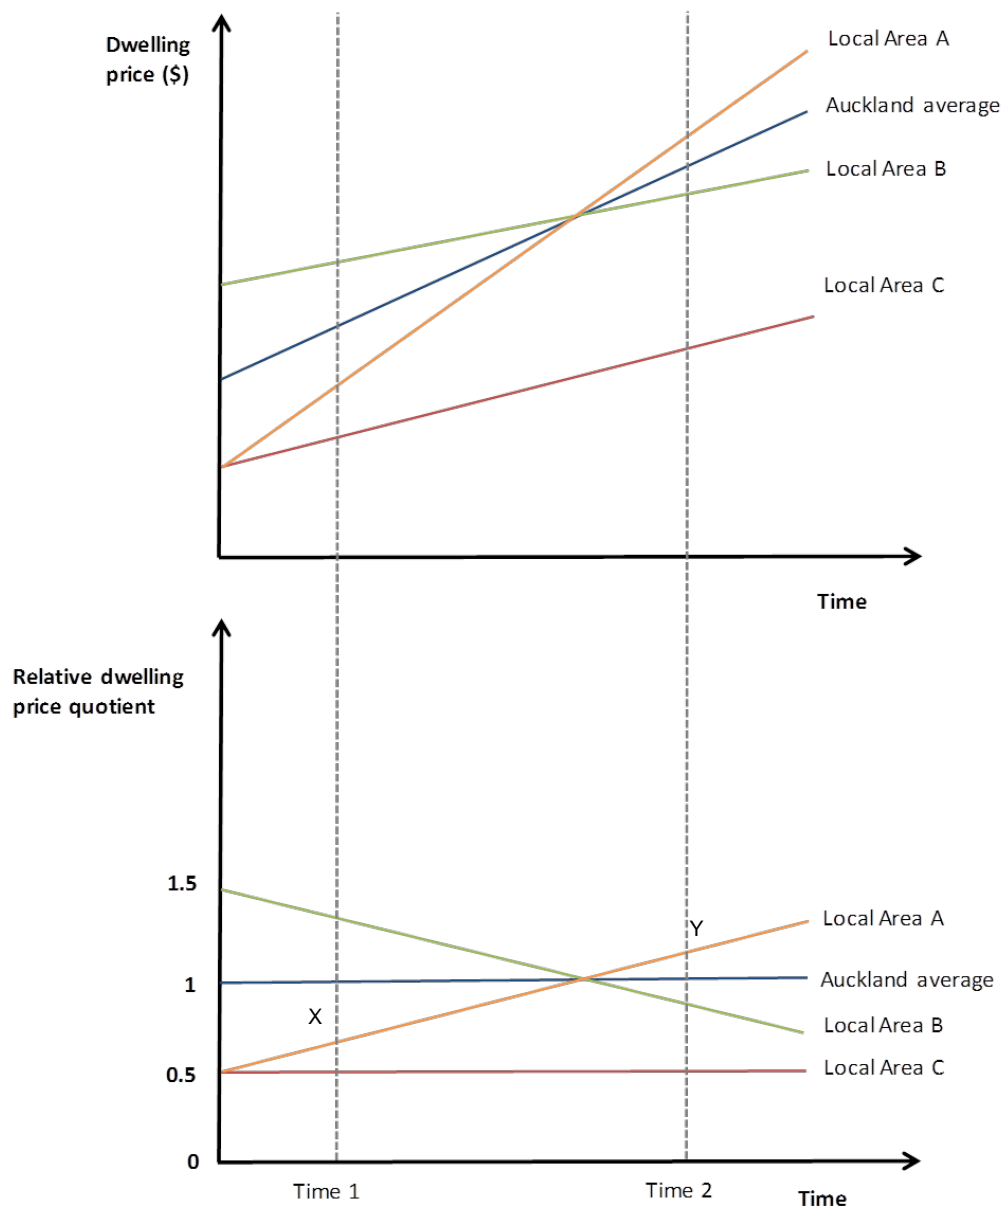 Dwelling
price ($)
Local Area A
Auckland average
Local Area B
Local Area C
Time
Relative dwelling
price quotient
1.5
1
0.5
0
X
Y
Local Area A
Auckland average
Local Area B
Local Area C
Time 1
Time 2
Time